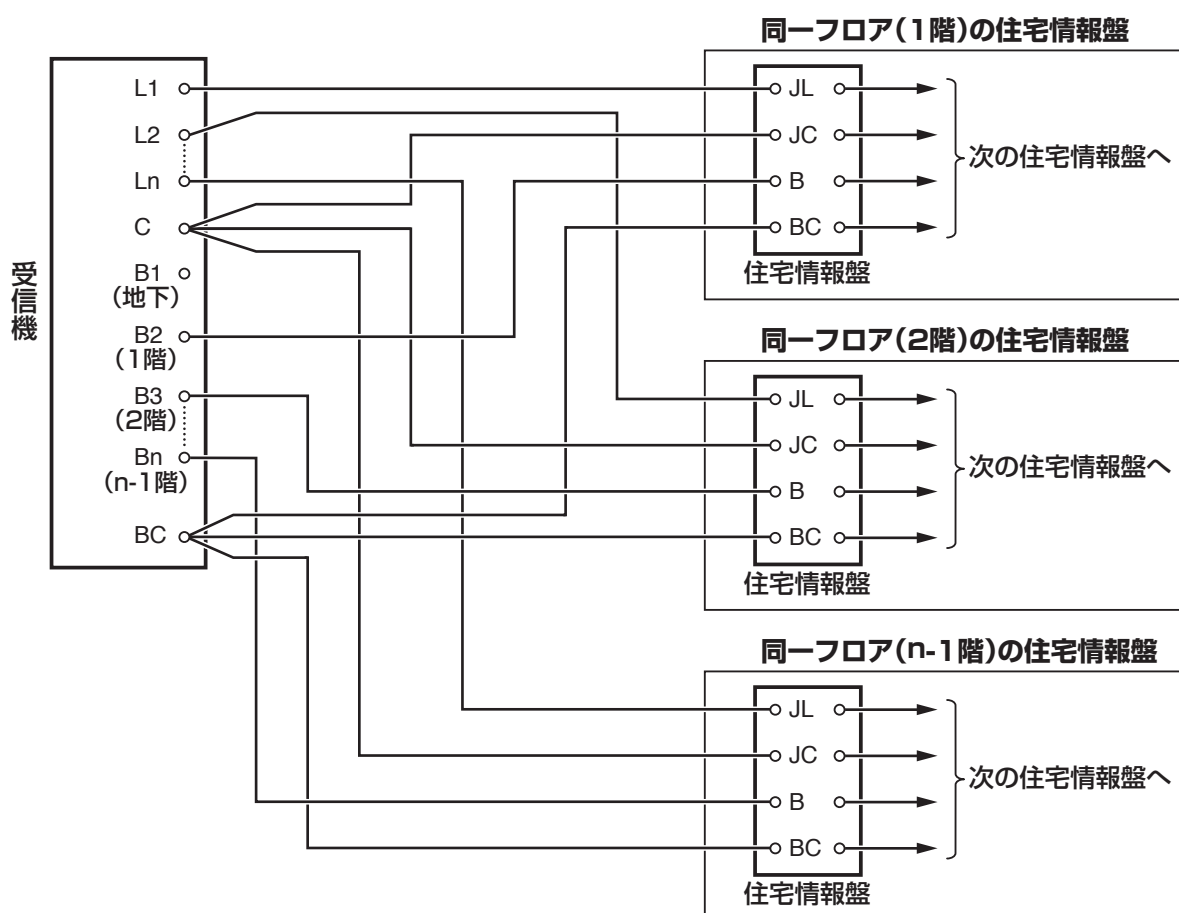 受信機
L1
L2
Ln
C
B1
(地下)
B2
(1階)
B3
(2階)
Bn
(n-1階)
BC
同一フロア(1階)の住宅情報盤
JL
JC
B
BC
次の住宅情報盤へ
住宅情報盤
同一フロア(2階)の住宅情報盤
JL
JC
B
BC
次の住宅情報盤へ
住宅情報盤
同一フロア(n-1階)の住宅情報盤
JL
JC
B
BC
次の住宅情報盤へ
住宅情報盤